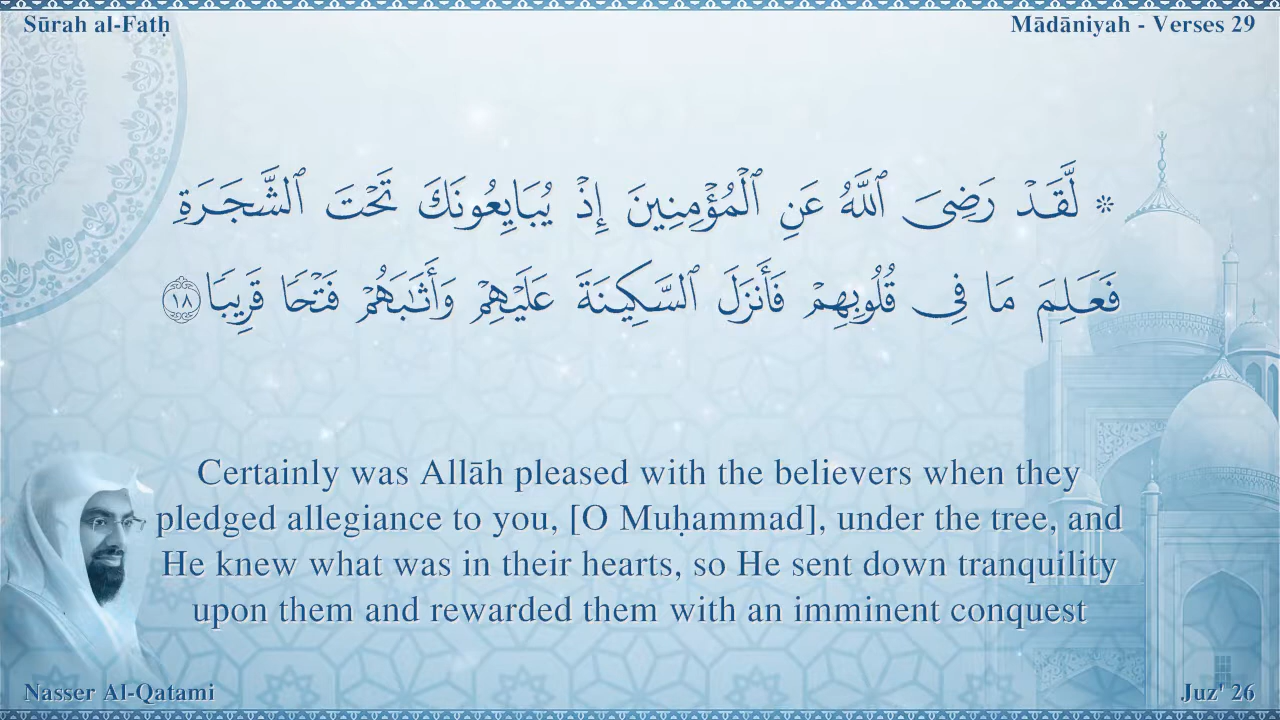 Sūrah al-Fatḥ
Mādāniyah - Verses 29
۞ لَّقَدْ رَضِىَ ٱللَّهُ عَنِ ٱلْمُؤْمِنِينَ إِذْ يُبَايِعُونَكَ تَحْتَ ٱلشَّجَرَةِ
فَعَلِمَ مَا فِى قُلُوبِهِمْ فَأَنزَلَ ٱلسَّكِينَةَ عَلَيْهِمْ وَأَثَـٰبَهُمْ فَتْحًا قَرِيبًا ١٨
Certainly was Allāh pleased with the believers when they
pledged allegiance to you, [O Muḥammad], under the tree, and
He knew what was in their hearts, so He sent down tranquility
upon them and rewarded them with an imminent conquest
Nasser Al-Qatami
Juz' 26